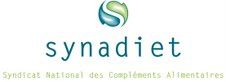 synadiet
Syndicat National des Compléments Alimentaires